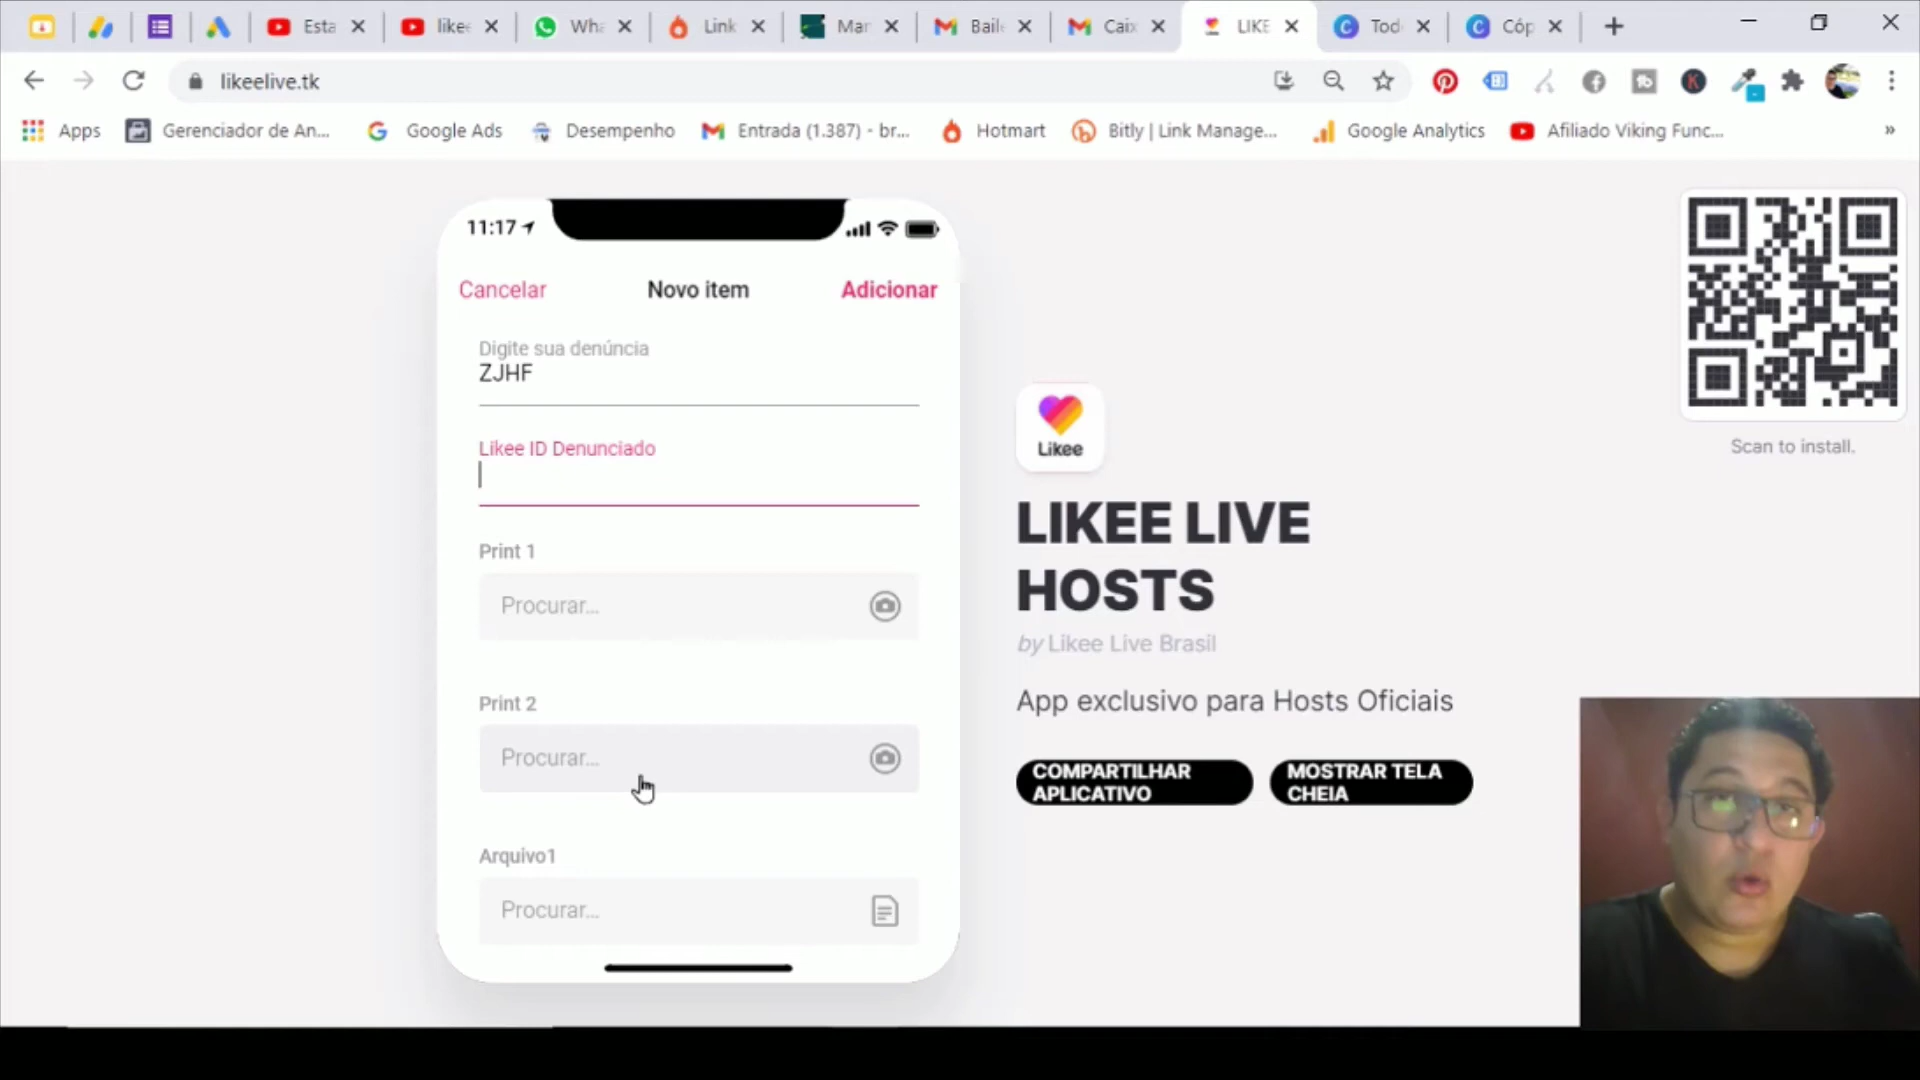 Esta
likee
Wha
Link
Mar
Baile
Caix
LIKE
Tod
Cóp
likeelive.tk
Apps
Gerenciador de An...
Google Ads
Desempenho
Entrada (1.387) - br...
Hotmart
Bitly | Link Manage...
Google Analytics
Afiliado Viking Func...
»
11:17
Cancelar
Novo item
Adicionar
Digite sua denúncia
ZJHF
Likee ID Denunciado
Print 1
Procurar...
Print 2
Procurar...
Arquivo1
Procurar...
Scan to install.
Likee
LIKEE LIVE
HOSTS
by Likee Live Brasil
App exclusivo para Hosts Oficiais
COMPARTILHAR
APLICATIVO
MOSTRAR TELA
CHEIA